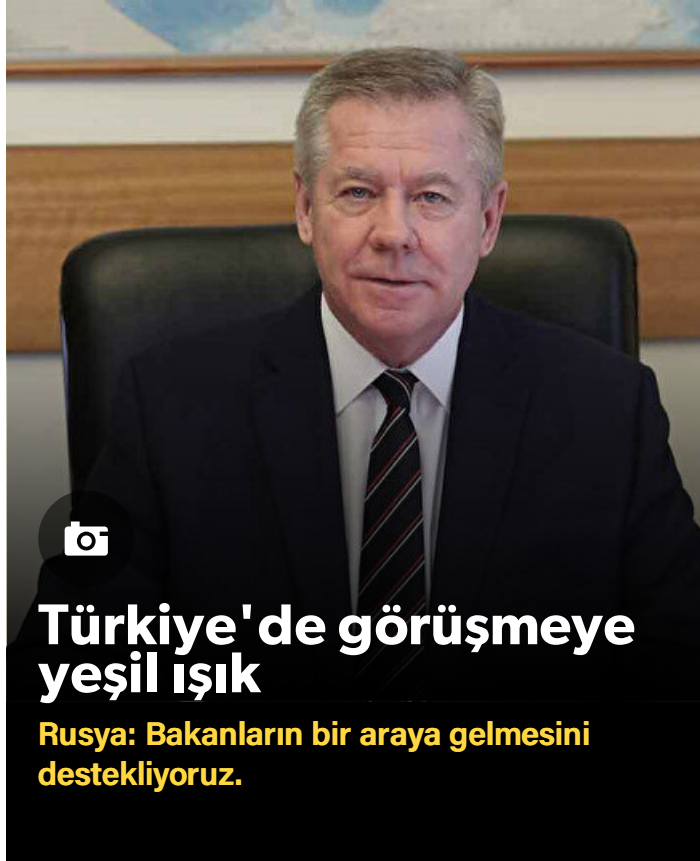 Türkiye'de görüşmeye
yeşil ışık
Rusya: Bakanların bir araya gelmesini
destekliyoruz.